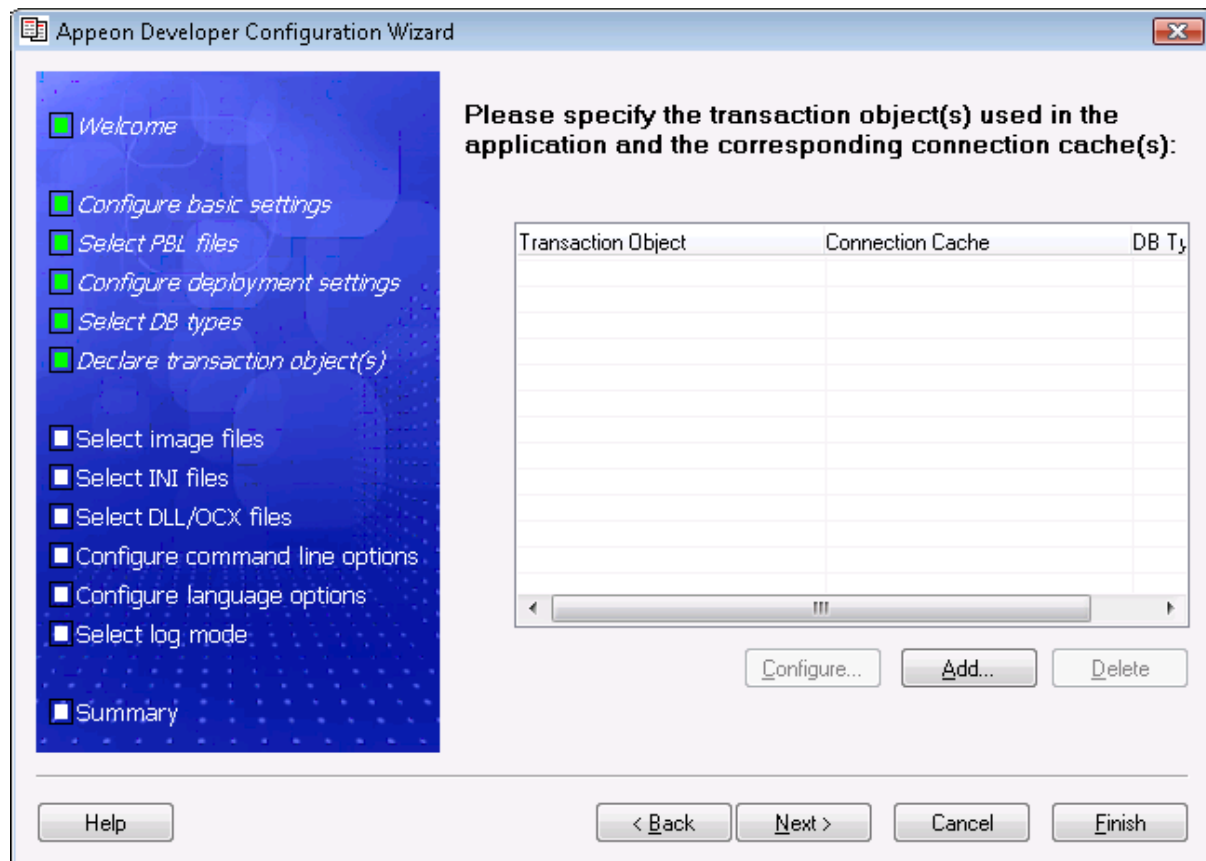 Appeon Developer Configuration Wizard
Welcome
Configure basic settings
Select PBL files
Configure deployment settings
Select DB types
Declare transaction object(s)
Select image files
Select INI files
Select DLL/OCX files
Configure command line options
Configure language options
Select log mode
Summary
Please specify the transaction object(s) used in the
application and the corresponding connection cache(s):
Transaction Object Connection Cache DB Ty
Configure... Add... Delete
Help < Back Next > Cancel Finish